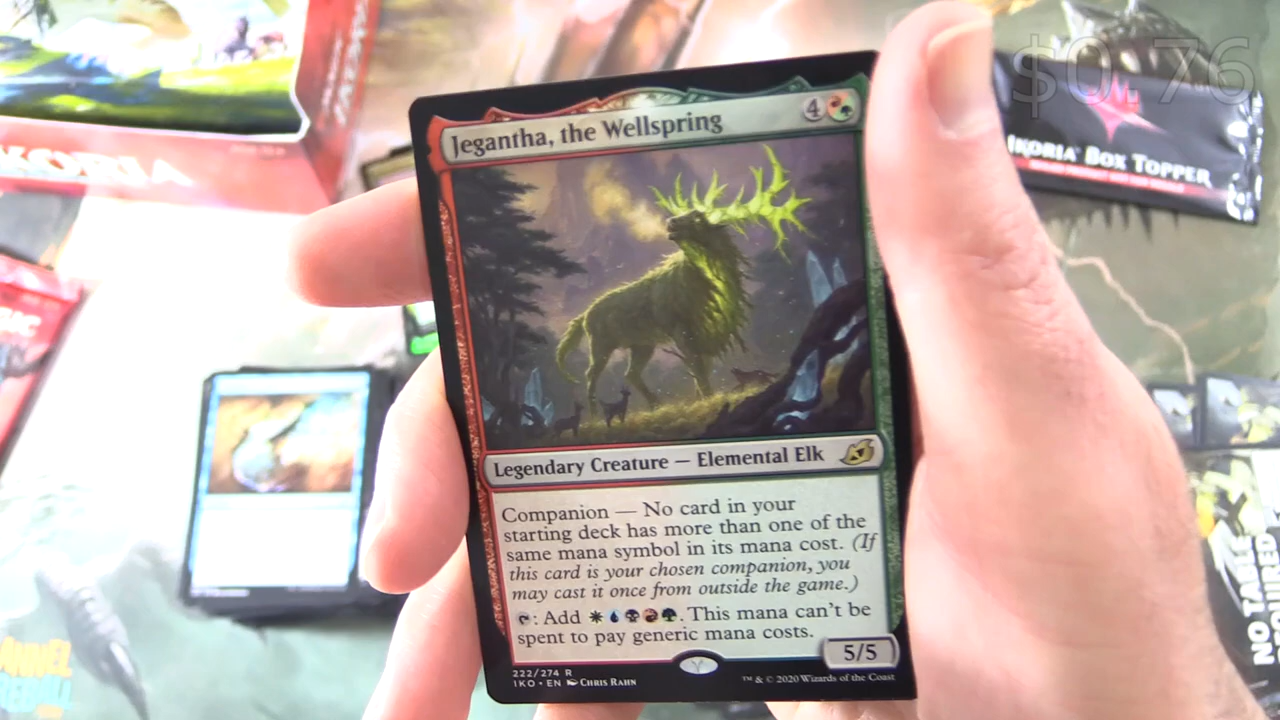 $0.76
Jegantha, the Wellspring
4
IKORIA BOX TOPPER
Legendary Creature — Elemental Elk
Companion — No card in your
starting deck has more than one of the
same mana symbol in its mana cost. (If
this card is your chosen companion, you
may cast it once from outside the game.)
: Add . This mana can't be
spent to pay generic mana costs.
5/5
222/274 R
IKO • EN Chris Rahn
™ & © 2020 Wizards of the Coast
KORIA
NO TABLE